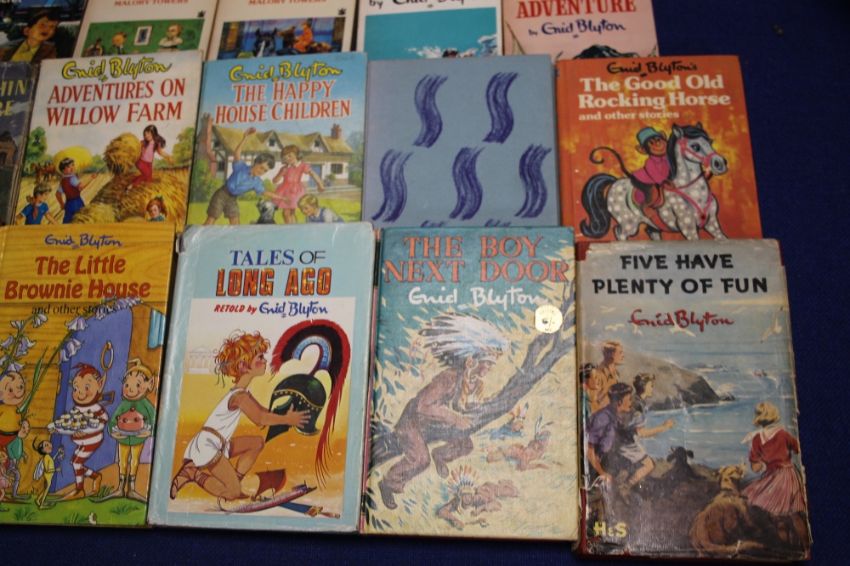 MALORY TOWERS
MALORY TOWERS
by Enid Blyton
ADVENTURE
by Enid Blyton
Enid Blyton
ADVENTURES ON
WILLOW FARM
Enid Blyton
THE HAPPY
HOUSE CHILDREN
Enid Blyton's
The Good Old
Rocking Horse
and other stories
Enid Blyton
The Little
Brownie House
and other stories
TALES OF
LONG AGO
RETOLD by Enid Blyton
THE BOY
NEXT DOOR
Enid Blyton
FIVE HAVE
PLENTY OF FUN
Enid Blyton
H&S